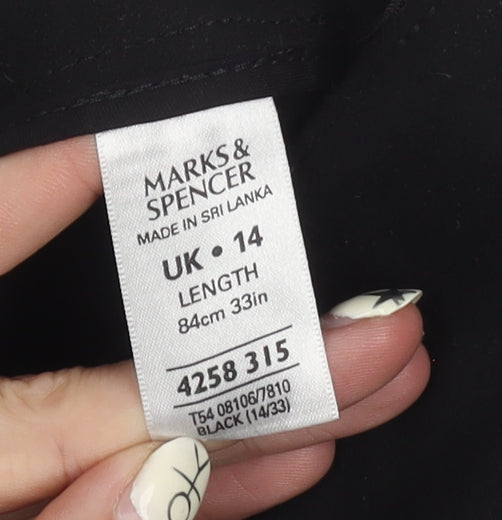 MARKS &
SPENCER
MADE IN SRI LANKA
UK • 14
LENGTH
84cm 33in
4258 315
T54 08106/7810
BLACK (14/33)